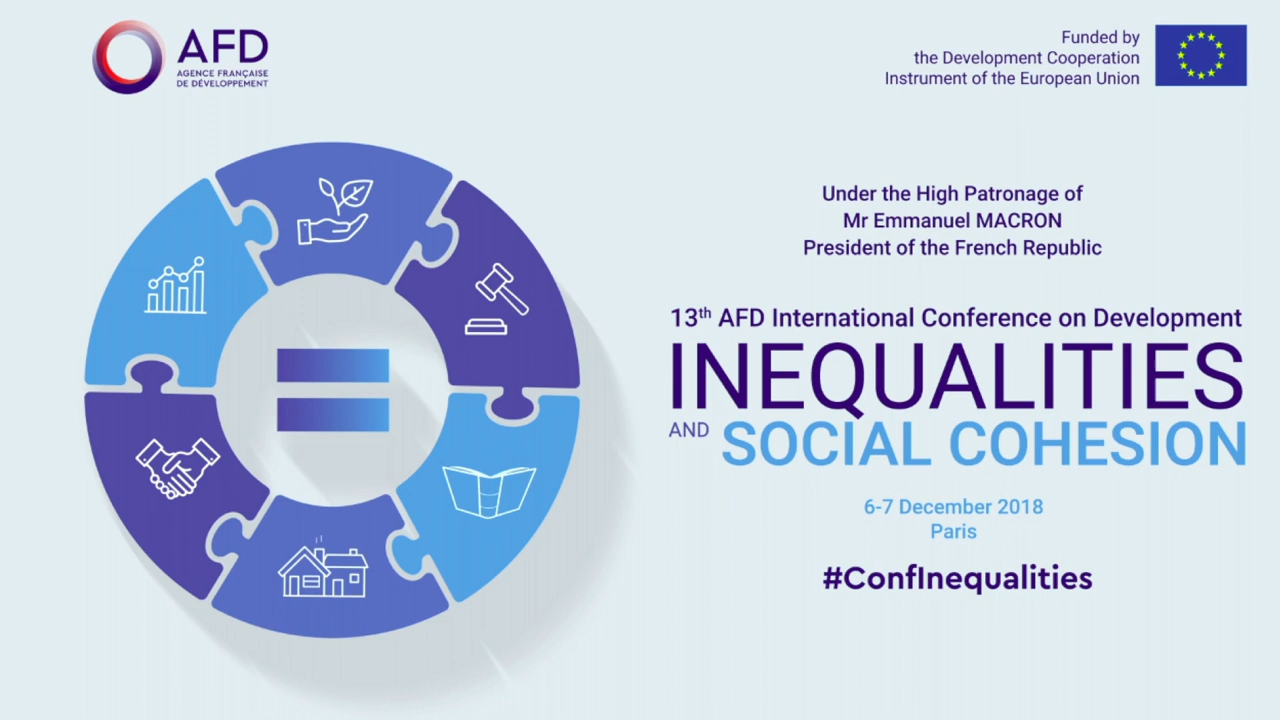 AFD
AGENCE FRANÇAISE
DE DÉVELOPPEMENT
Funded by
the Development Cooperation
Instrument of the European Union
Under the High Patronage of
Mr Emmanuel MACRON
President of the French Republic
13th AFD International Conference on Development
INEQUALITIES
AND SOCIAL COHESION
6-7 December 2018
Paris
#ConfInequalities